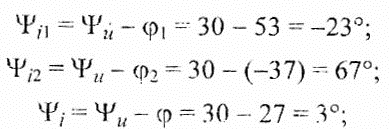 Ψi1 = Ψu − φ1 = 30 − 53 = −23°;
Ψi2 = Ψu − φ2 = 30 − (−37) = 67°;
Ψi = Ψu − φ = 30 − 27 = 3°;